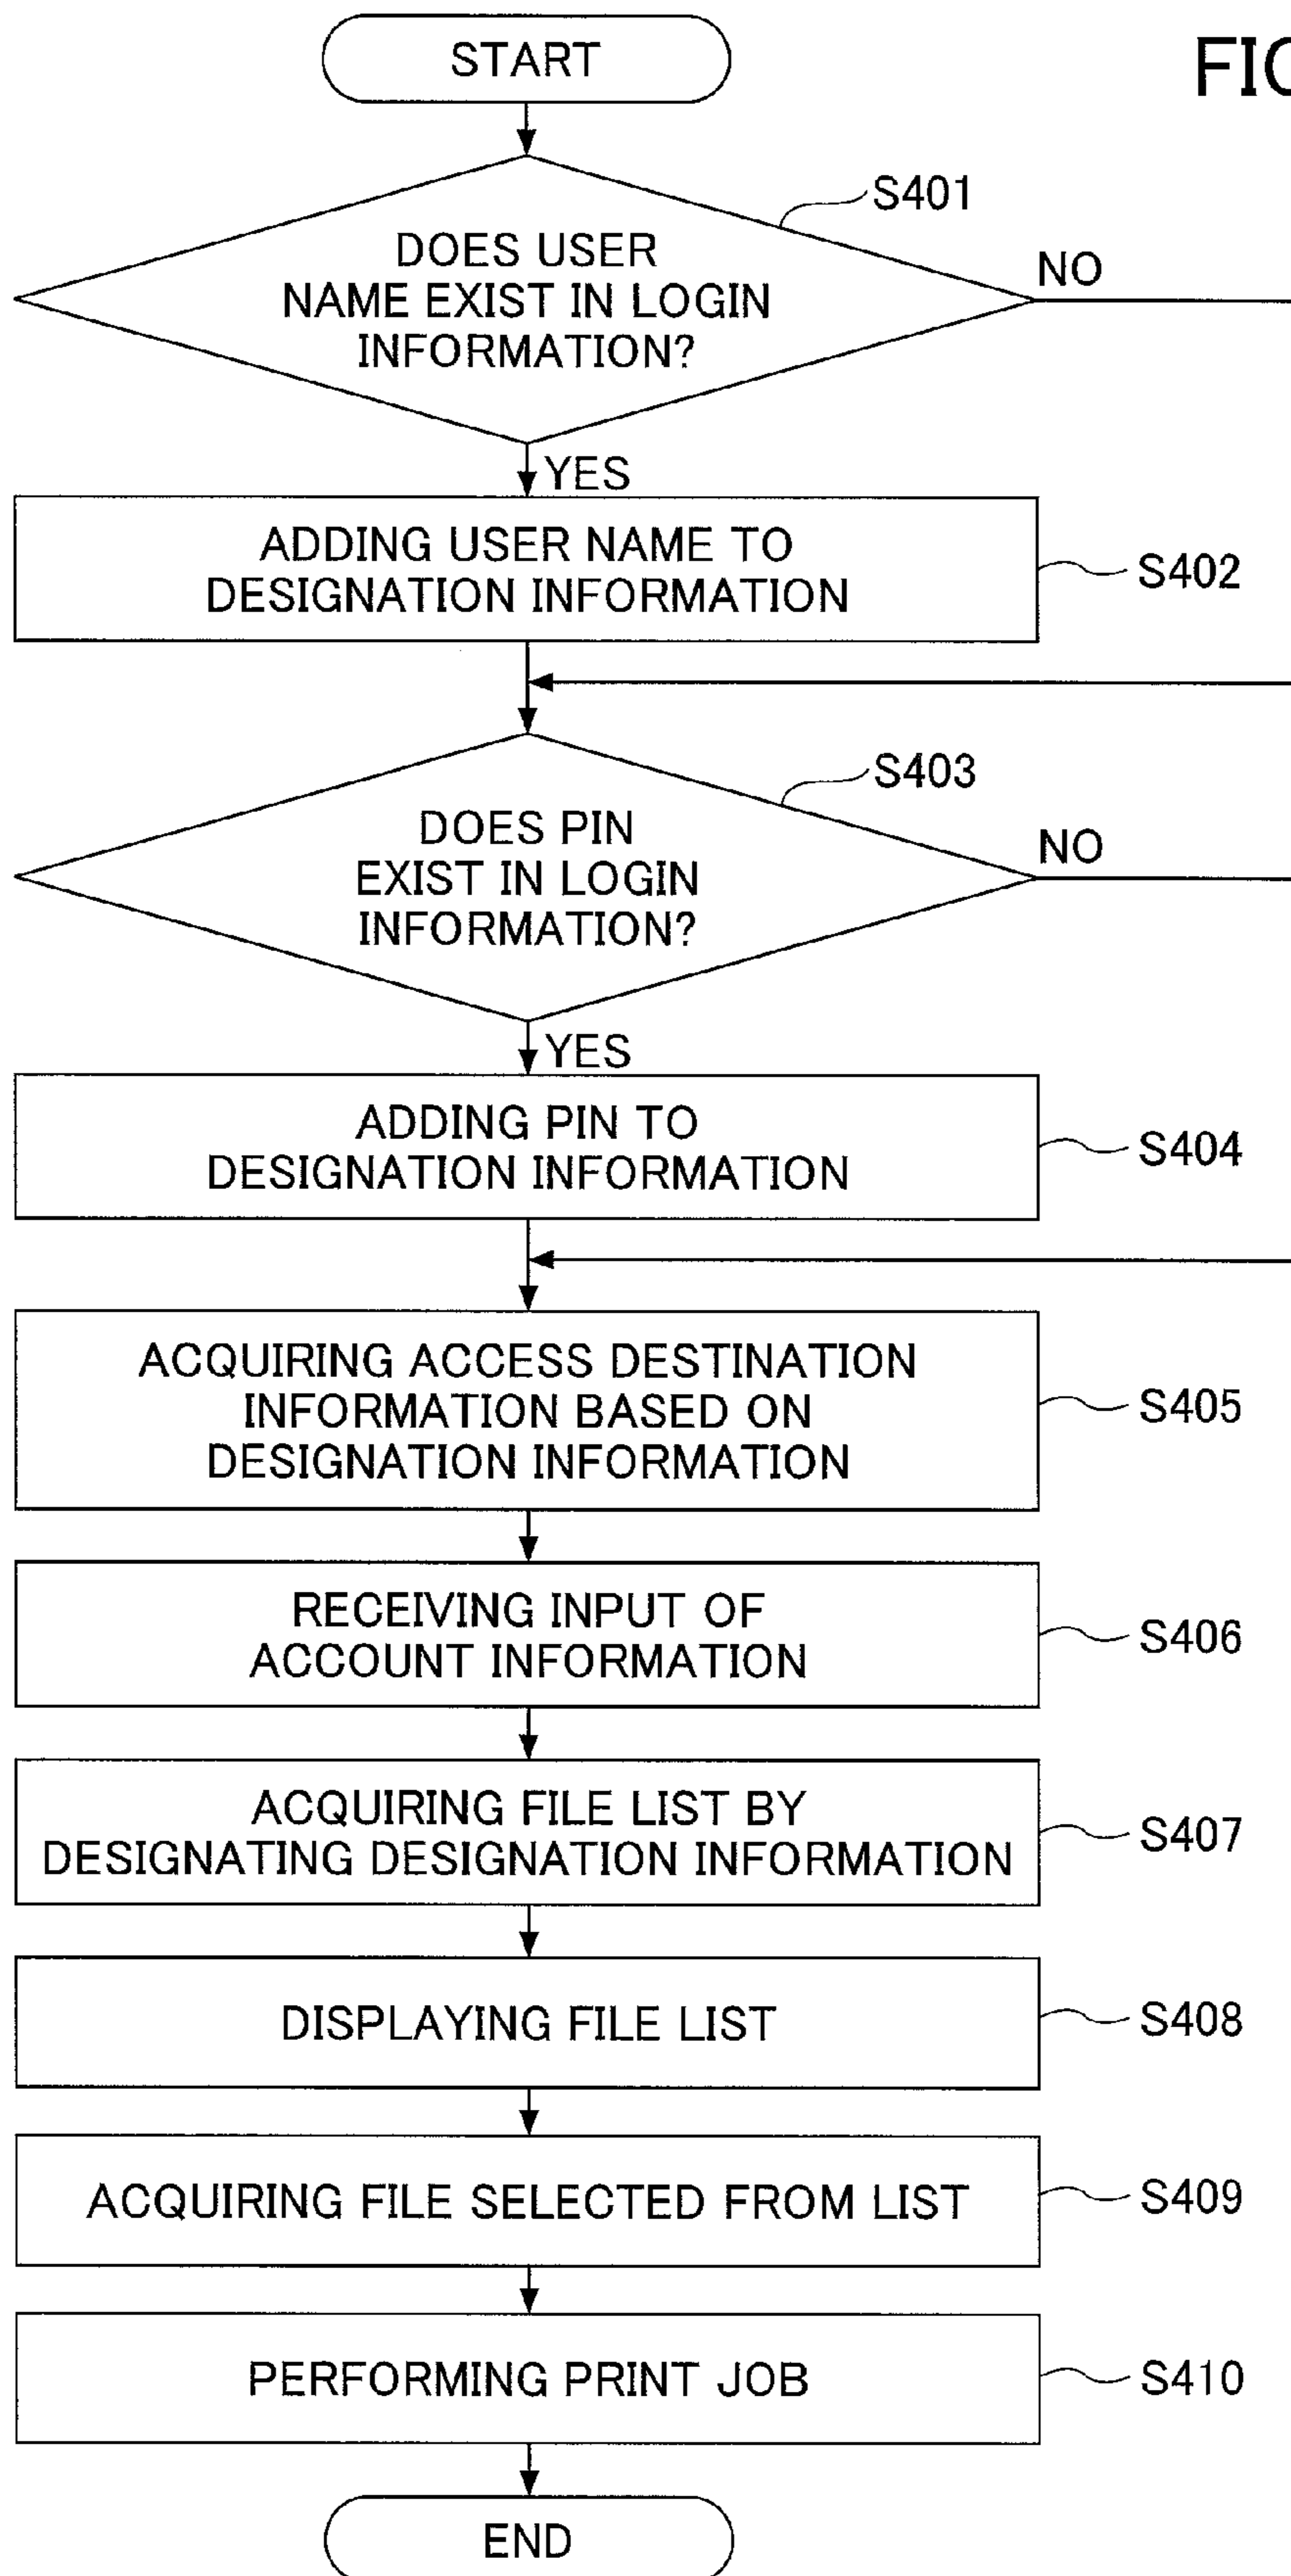 START
FIG
S401
DOES USER
NAME EXIST IN LOGIN
INFORMATION?
NO
YES
ADDING USER NAME TO
DESIGNATION INFORMATION
S402
S403
DOES PIN
EXIST IN LOGIN
INFORMATION?
NO
YES
ADDING PIN TO
DESIGNATION INFORMATION
S404
ACQUIRING ACCESS DESTINATION
INFORMATION BASED ON
DESIGNATION INFORMATION
S405
RECEIVING INPUT OF
ACCOUNT INFORMATION
S406
ACQUIRING FILE LIST BY
DESIGNATING DESIGNATION INFORMATION
S407
DISPLAYING FILE LIST
S408
ACQUIRING FILE SELECTED FROM LIST
S409
PERFORMING PRINT JOB
S410
END